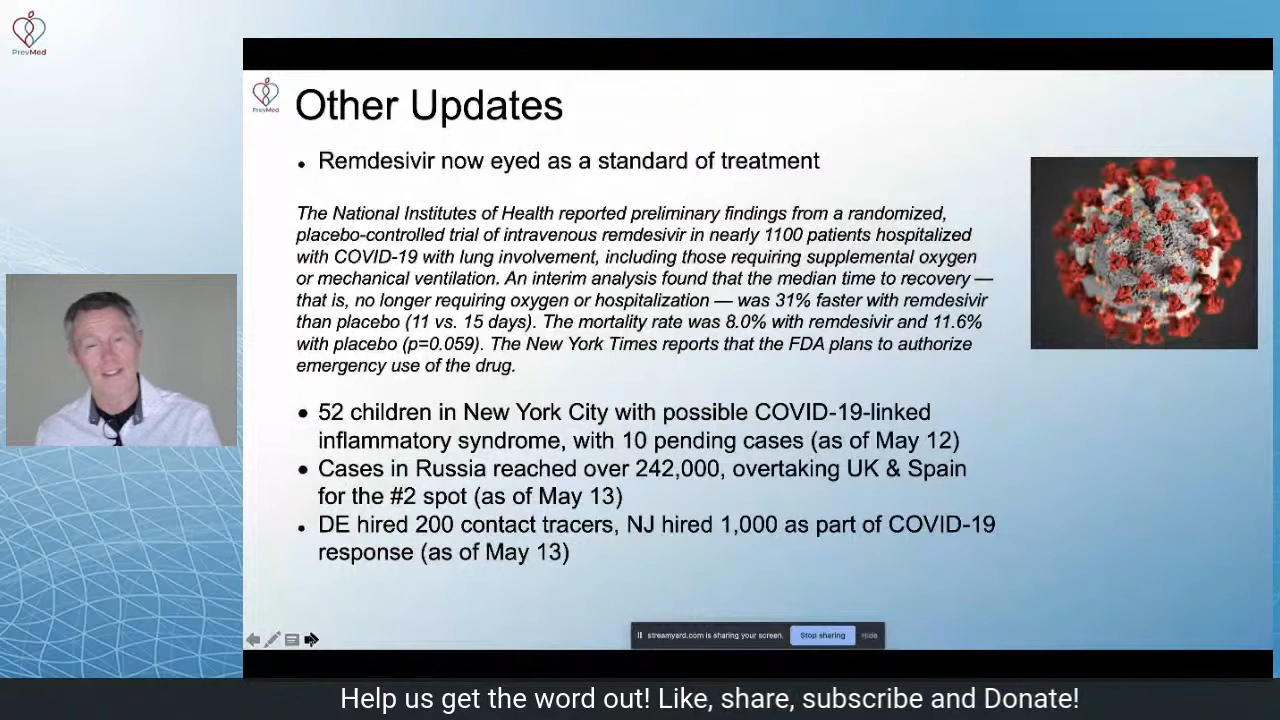 PrevMed
PrevMed
Other Updates
• Remdesivir now eyed as a standard of treatment
The National Institutes of Health reported preliminary findings from a randomized,
placebo-controlled trial of intravenous remdesivir in nearly 1100 patients hospitalized
with COVID-19 with lung involvement, including those requiring supplemental oxygen
or mechanical ventilation. An interim analysis found that the median time to recovery —
that is, no longer requiring oxygen or hospitalization — was 31% faster with remdesivir
than placebo (11 vs. 15 days). The mortality rate was 8.0% with remdesivir and 11.6%
with placebo (p=0.059). The New York Times reports that the FDA plans to authorize
emergency use of the drug.
• 52 children in New York City with possible COVID-19-linked
inflammatory syndrome, with 10 pending cases (as of May 12)
• Cases in Russia reached over 242,000, overtaking UK & Spain
for the #2 spot (as of May 13)
• DE hired 200 contact tracers, NJ hired 1,000 as part of COVID-19
response (as of May 13)
streamyard.com is sharing your screen. Stop sharing Hide
Help us get the word out! Like, share, subscribe and Donate!